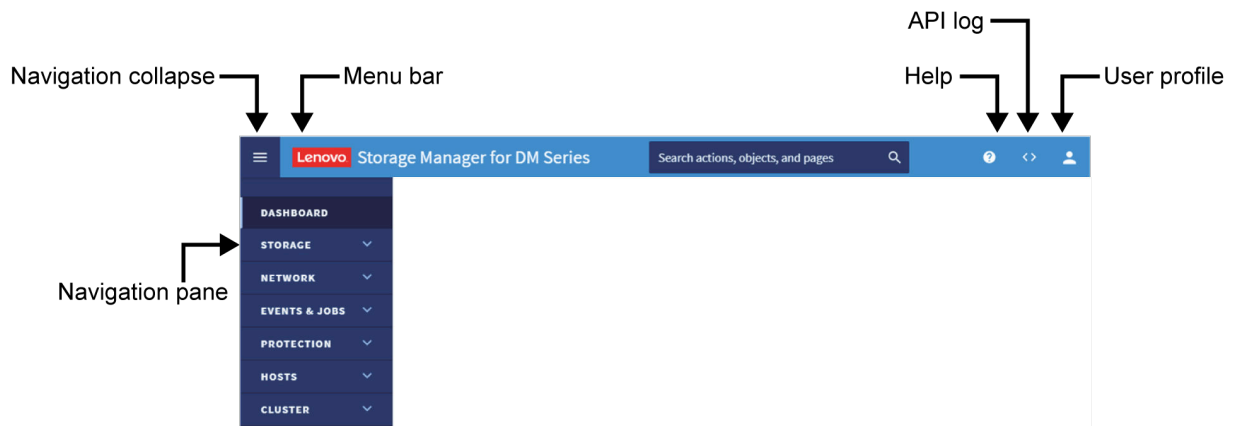 API log
Navigation collapse
Menu bar
Help
User profile
Lenovo Storage Manager for DM Series
Search actions, objects, and pages
?
<>
DASHBOARD
STORAGE
NETWORK
Navigation pane
EVENTS & JOBS
PROTECTION
HOSTS
CLUSTER